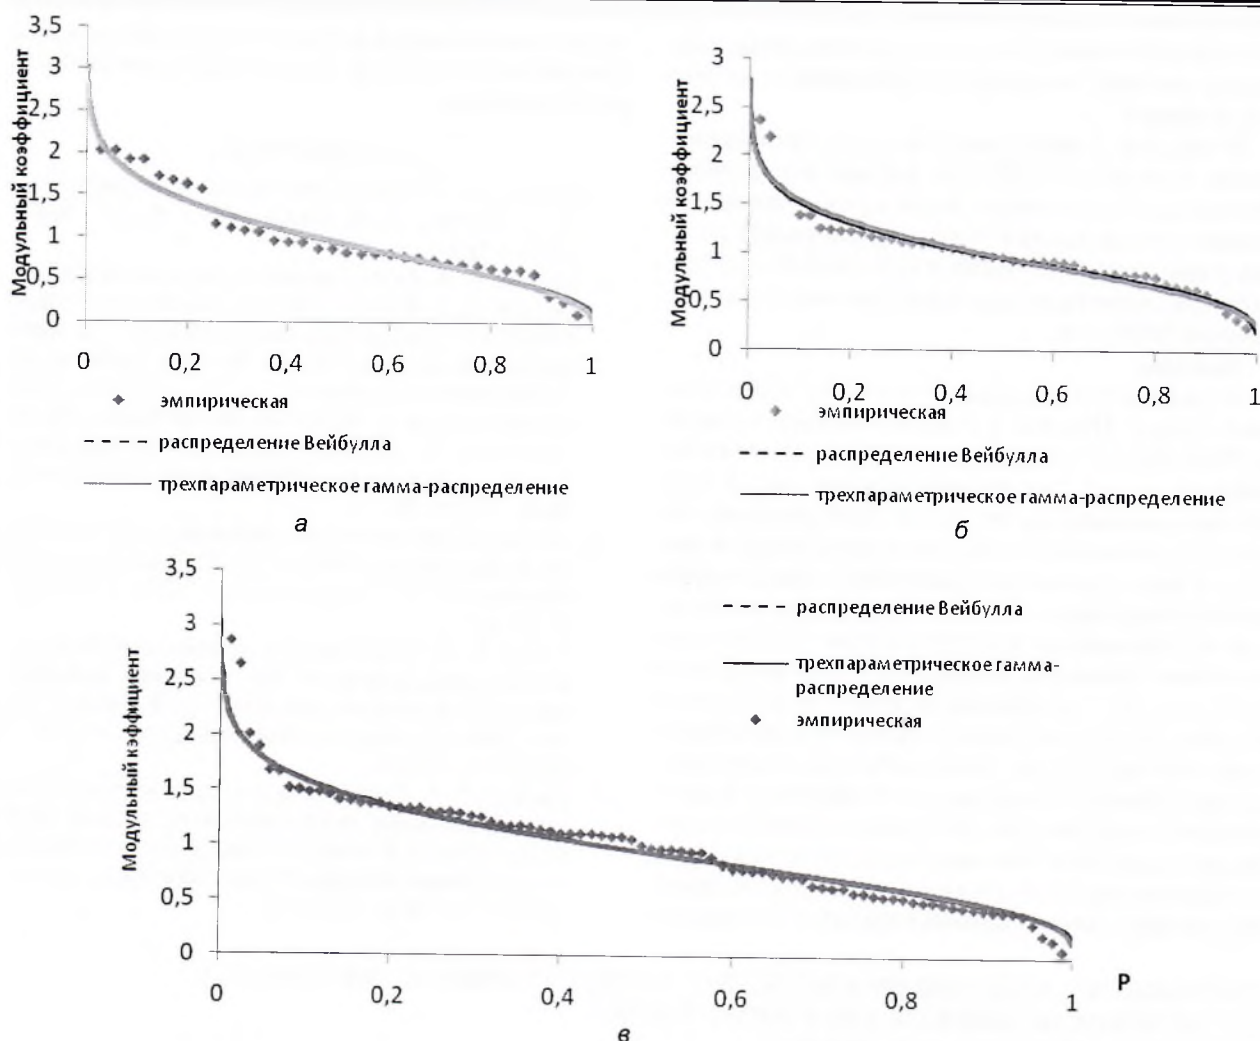 3,5
3
2,5
2
1,5
1
0,5
0
Модульный коэффициент
0 0,2 0,4 0,6 0,8 1
эмпирическая
распределение Вейбулла
трехпараметрическое гамма-распределение
а
3
2,5
2
1,5
1
0,5
0
Модульный коэффициент
0 0,2 0,4 0,6 0,8 1
эмпирическая
распределение Вейбулла
трехпараметрическое гамма-распределение
б
3,5
3
2,5
2
1,5
1
0,5
0
Модульный кэффициент
0 0,2 0,4 0,6 0,8 1
P
распределение Вейбулла
трехпараметрическое гамма-
распределение
эмпирическая
в